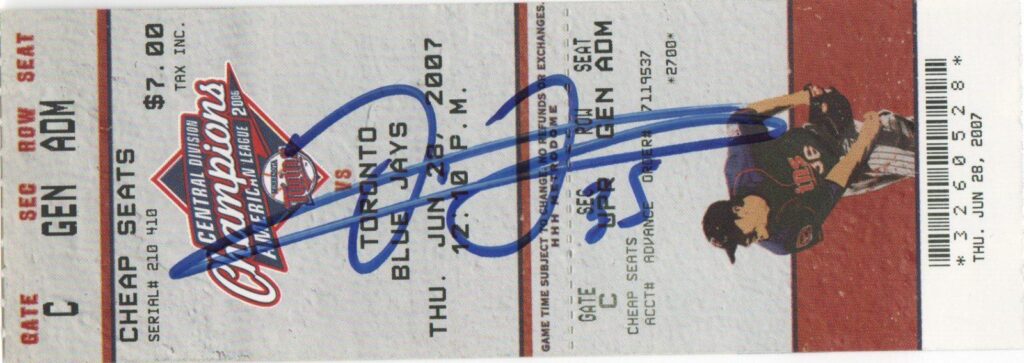 GATE SEC ROW SEAT
C GEN ADM
CHEAP SEATS $7.00
SERIAL# 210 410 TAX INC.
CENTRAL DIVISION
Champions
AMERICAN LEAGUE 2006
VS
TORONTO
BLUE JAYS
THU. JUN 28, 2007
12:10 P.M.
GAME TIME SUBJECT TO CHANGE. NO REFUNDS OR EXCHANGES.
HHH METRODOME
GATE SEC ROW SEAT
C UPR GEN ADM
CHEAP SEATS
ACCT# ADVANCE ORDER# 7119537
*2700*
36
THU. JUN 28, 2007